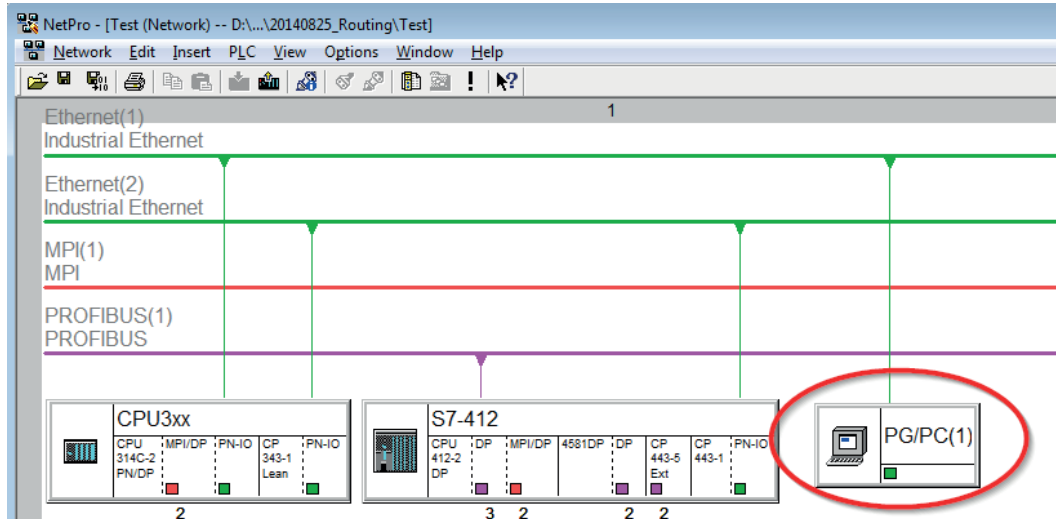 NetPro - [Test (Network) -- D:\...\20140825_Routing\Test]
Network Edit Insert PLC View Options Window Help
1
Ethernet(1)
Industrial Ethernet
Ethernet(2)
Industrial Ethernet
MPI(1)
MPI
PROFIBUS(1)
PROFIBUS
CPU3xx
CPU 314C-2 PN/DP
MPI/DP
PN-IO
CP 343-1 Lean
PN-IO
2
S7-412
CPU 412-2 DP
DP
MPI/DP
4581DP
DP
CP 443-5 Ext
CP 443-1
PN-IO
3 2 2 2
PG/PC(1)